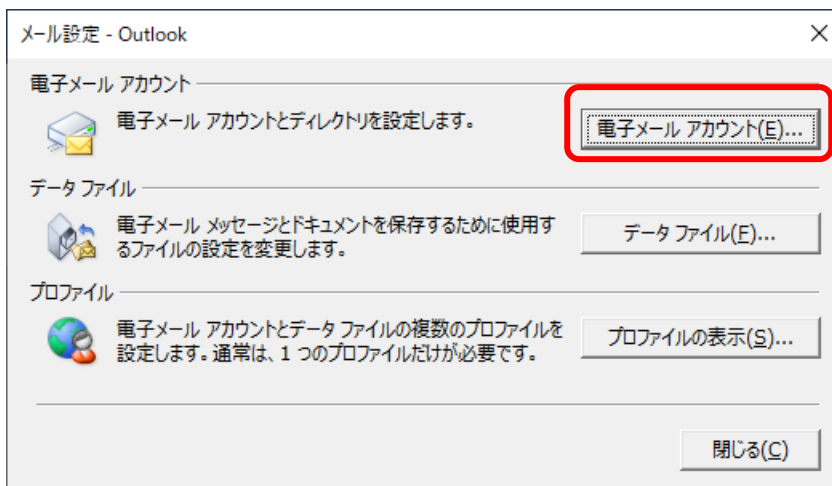 メール設定 - Outlook
電子メール アカウント
電子メール アカウントとディレクトリを設定します。
電子メール アカウント(E)...
データ ファイル
電子メール メッセージとドキュメントを保存するために使用す
るファイルの設定を変更します。
データ ファイル(F)...
プロファイル
電子メール アカウントとデータ ファイルの複数のプロファイルを
設定します。通常は、1 つのプロファイルだけが必要です。
プロファイルの表示(S)...
閉じる(C)